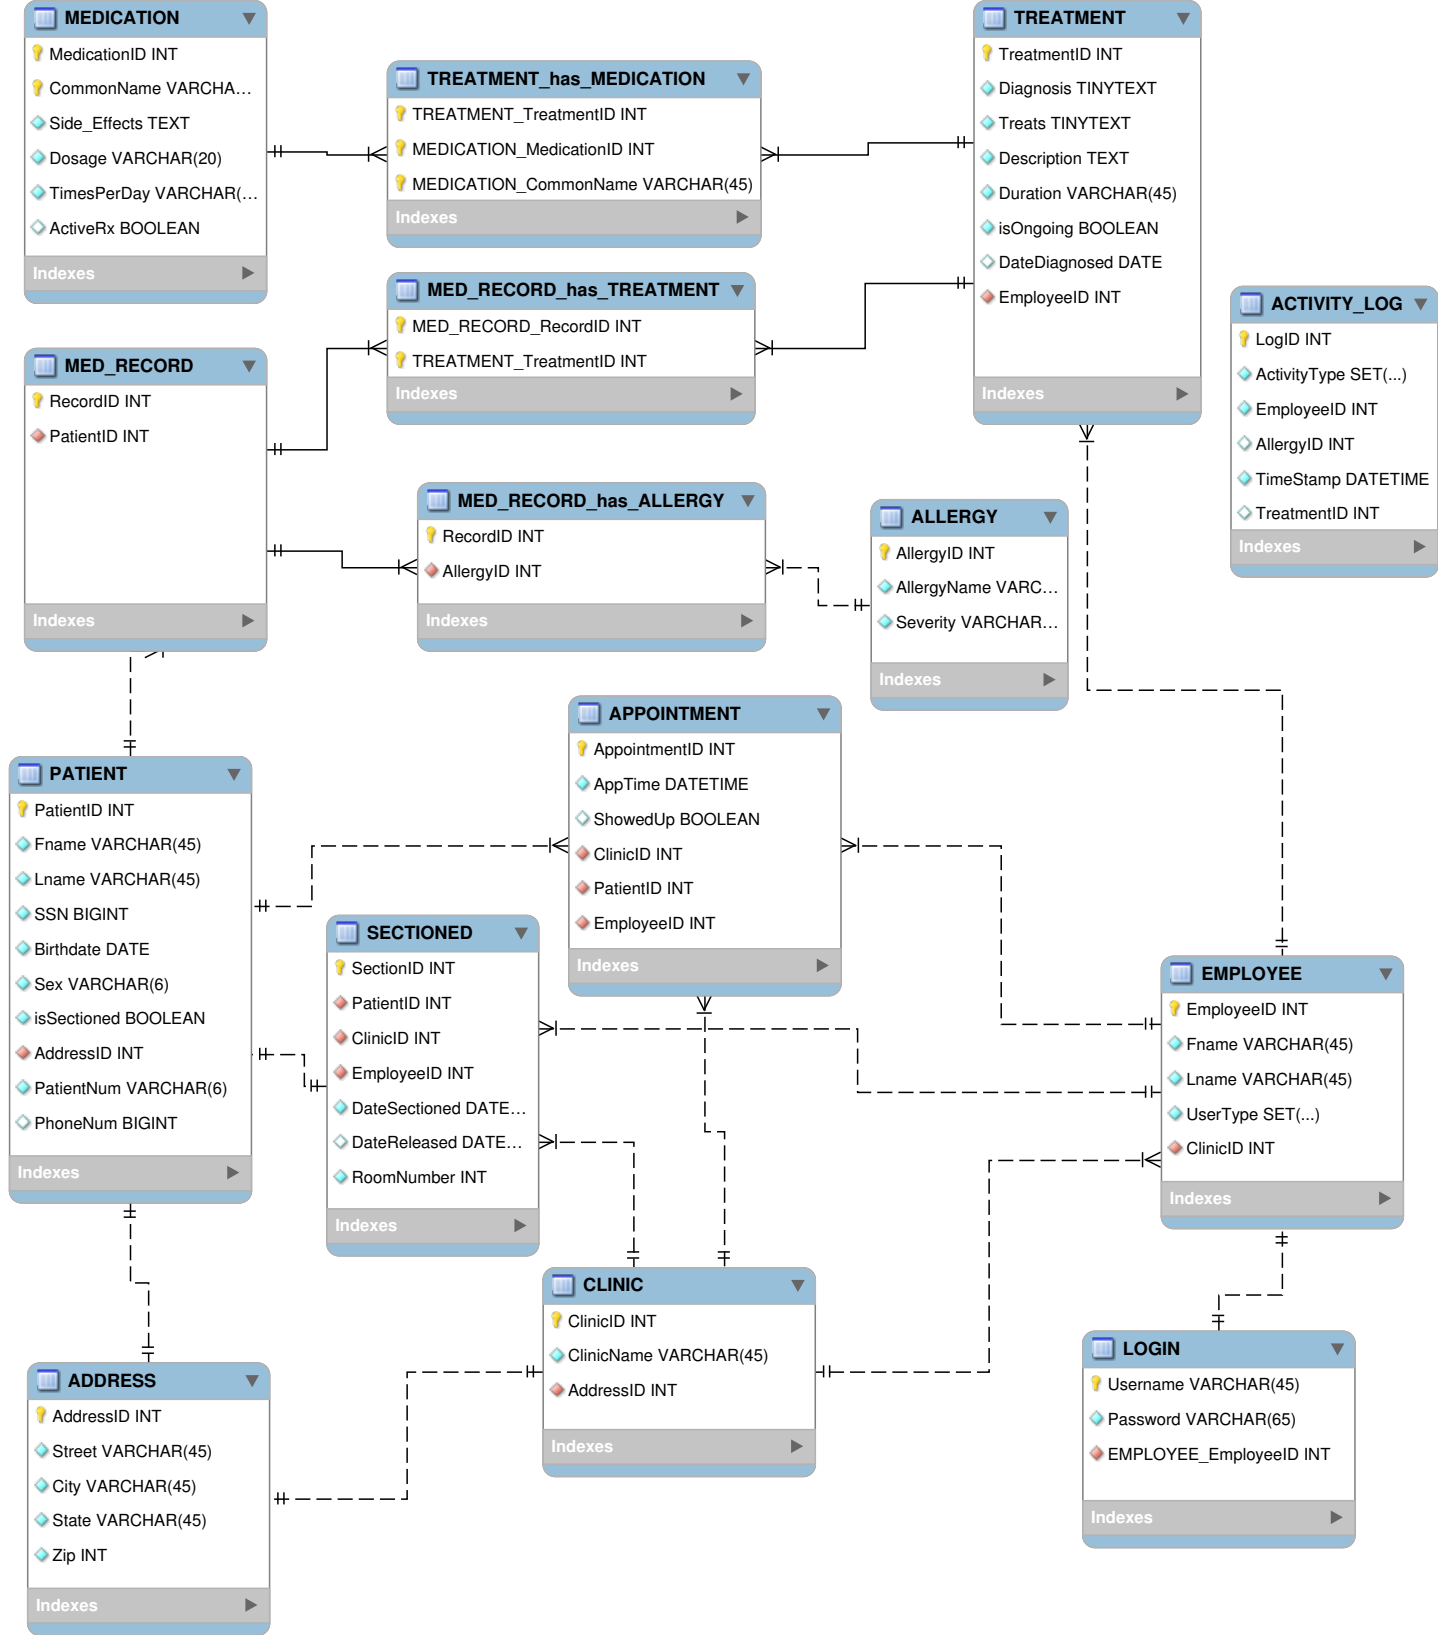 MEDICATION
MedicationID INT
CommonName VARCHA...
Side_Effects TEXT
Dosage VARCHAR(20)
TimesPerDay VARCHAR(...
ActiveRx BOOLEAN
Indexes
TREATMENT_has_MEDICATION
TREATMENT_TreatmentID INT
MEDICATION_MedicationID INT
MEDICATION_CommonName VARCHAR(45)
Indexes
TREATMENT
TreatmentID INT
Diagnosis TINYTEXT
Treats TINYTEXT
Description TEXT
Duration VARCHAR(45)
isOngoing BOOLEAN
DateDiagnosed DATE
EmployeeID INT
Indexes
MED_RECORD_has_TREATMENT
MED_RECORD_RecordID INT
TREATMENT_TreatmentID INT
Indexes
ACTIVITY_LOG
LogID INT
ActivityType SET(...)
EmployeeID INT
AllergyID INT
TimeStamp DATETIME
TreatmentID INT
Indexes
MED_RECORD
RecordID INT
PatientID INT
Indexes
MED_RECORD_has_ALLERGY
RecordID INT
AllergyID INT
Indexes
ALLERGY
AllergyID INT
AllergyName VARC...
Severity VARCHAR...
Indexes
APPOINTMENT
AppointmentID INT
AppTime DATETIME
ShowedUp BOOLEAN
ClinicID INT
PatientID INT
EmployeeID INT
Indexes
PATIENT
PatientID INT
Fname VARCHAR(45)
Lname VARCHAR(45)
SSN BIGINT
Birthdate DATE
Sex VARCHAR(6)
isSectioned BOOLEAN
AddressID INT
PatientNum VARCHAR(6)
PhoneNum BIGINT
Indexes
SECTIONED
SectionID INT
PatientID INT
ClinicID INT
EmployeeID INT
DateSectioned DATE...
DateReleased DATE...
RoomNumber INT
Indexes
EMPLOYEE
EmployeeID INT
Fname VARCHAR(45)
Lname VARCHAR(45)
UserType SET(...)
ClinicID INT
Indexes
CLINIC
ClinicID INT
ClinicName VARCHAR(45)
AddressID INT
Indexes
LOGIN
Username VARCHAR(45)
Password VARCHAR(65)
EMPLOYEE_EmployeeID INT
Indexes
ADDRESS
AddressID INT
Street VARCHAR(45)
City VARCHAR(45)
State VARCHAR(45)
Zip INT
Indexes